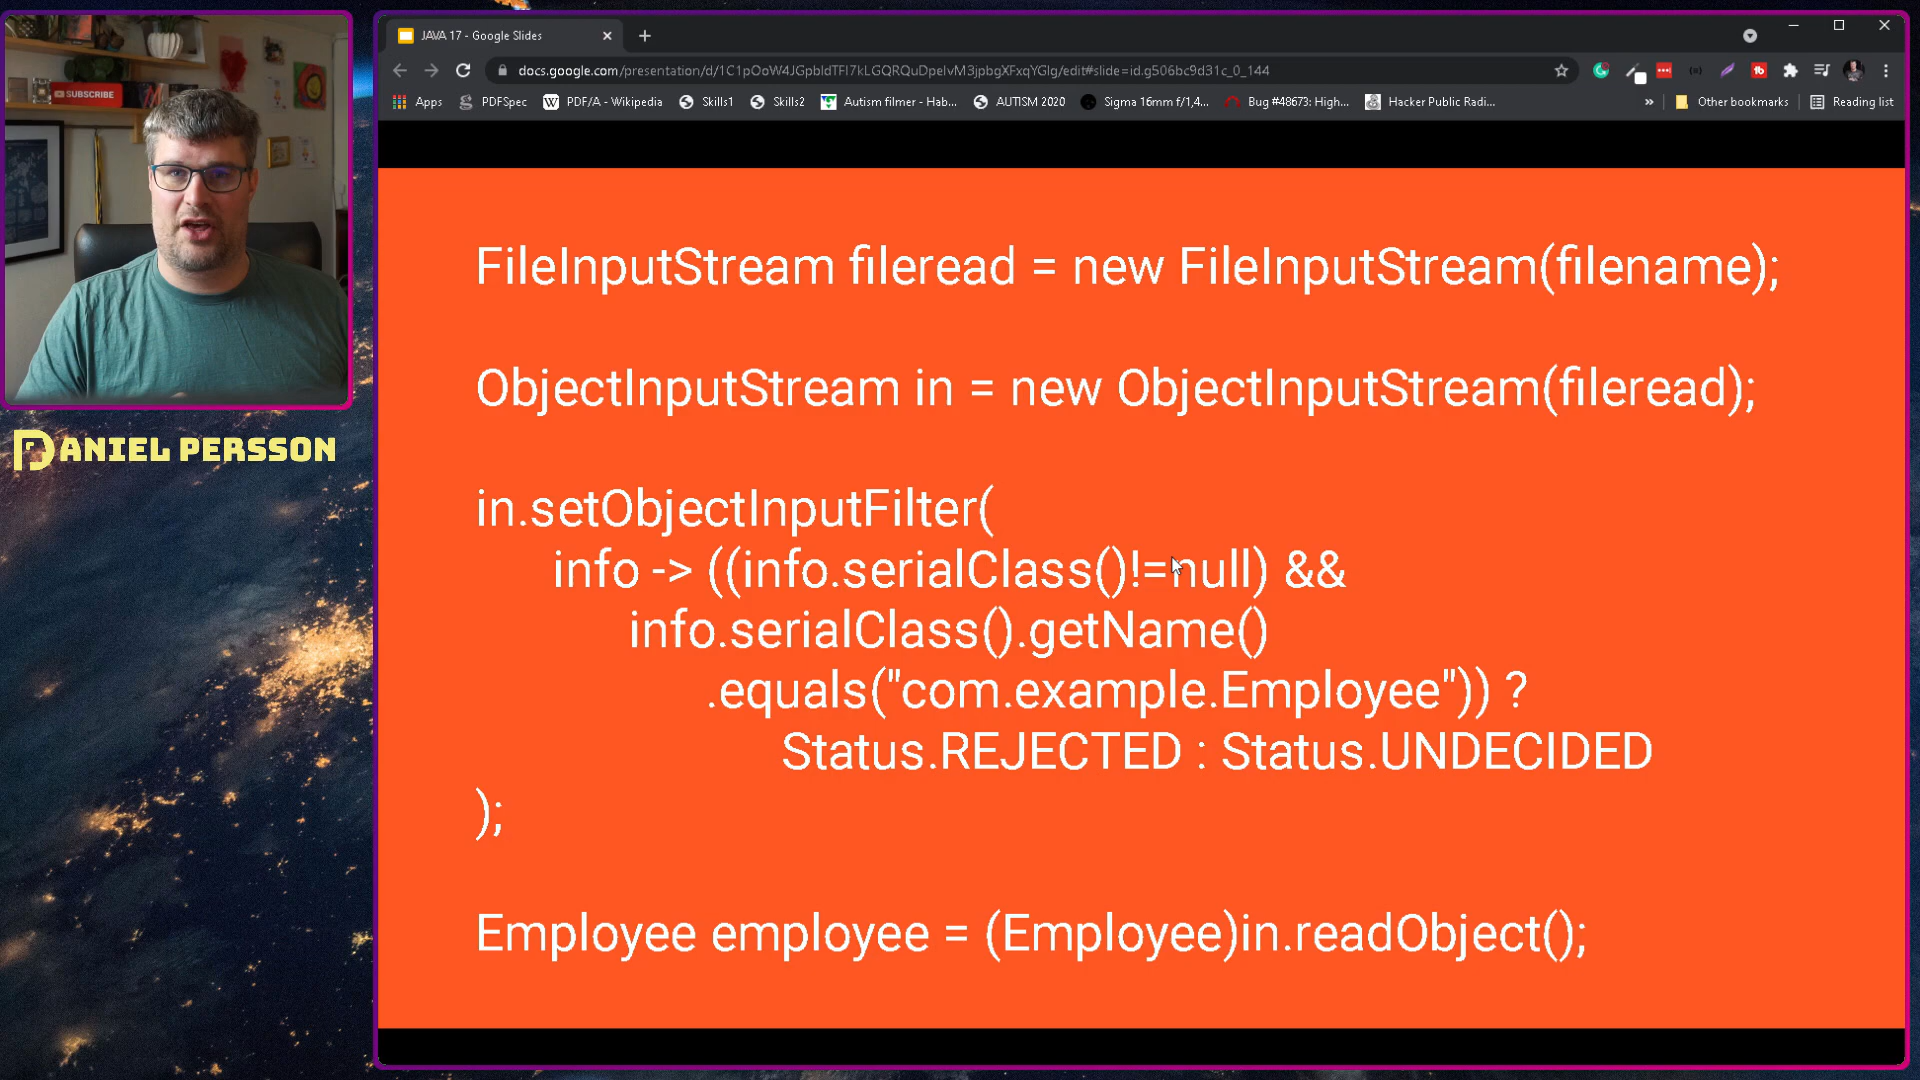 JAVA 17 - Google Slides
docs.google.com/presentation/d/1C1pOoW4JGpbldTFI7kLGQRQuDpelvM3jpbgXFxqYGlg/edit#slide=id.g506bc9d31c_0_144
Apps PDFSpec PDF/A - Wikipedia Skills1 Skills2 Autism filmer - Hab... AUTISM 2020 Sigma 16mm f/1,4... Bug #48673: High... Hacker Public Radi... » Other bookmarks Reading list
SUBSCRIBE
DANIEL PERSSON
FileInputStream fileread = new FileInputStream(filename);
ObjectInputStream in = new ObjectInputStream(fileread);
in.setObjectInputFilter(
info -> ((info.serialClass()!=null) &&
info.serialClass().getName()
.equals("com.example.Employee")) ?
Status.REJECTED : Status.UNDECIDED
);
Employee employee = (Employee)in.readObject();